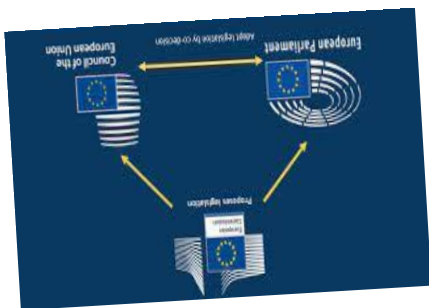 European
Commission
Proposes legislation
European Parliament
Council of the
European Union
Adopt legislation by co-decision